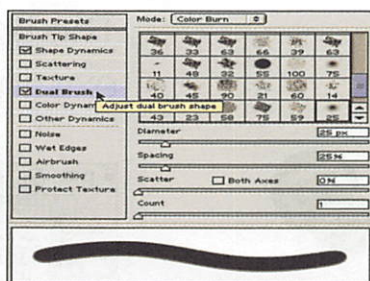 Brush Presets
Brush Tip Shape
Shape Dynamics
Scattering
Texture
Dual Brush
Color Dynam
Adjust dual brush shape
Other Dynamics
Noise
Wet Edges
Airbrush
Smoothing
Protect Texture
Mode: Color Burn
36 33 63 66 39 63
11 48 32 55 100 75
40 45 90 21 60 14
43 23 58 75 59 25
Diameter 25 px
Spacing 25%
Scatter Both Axes 0%
Count 1